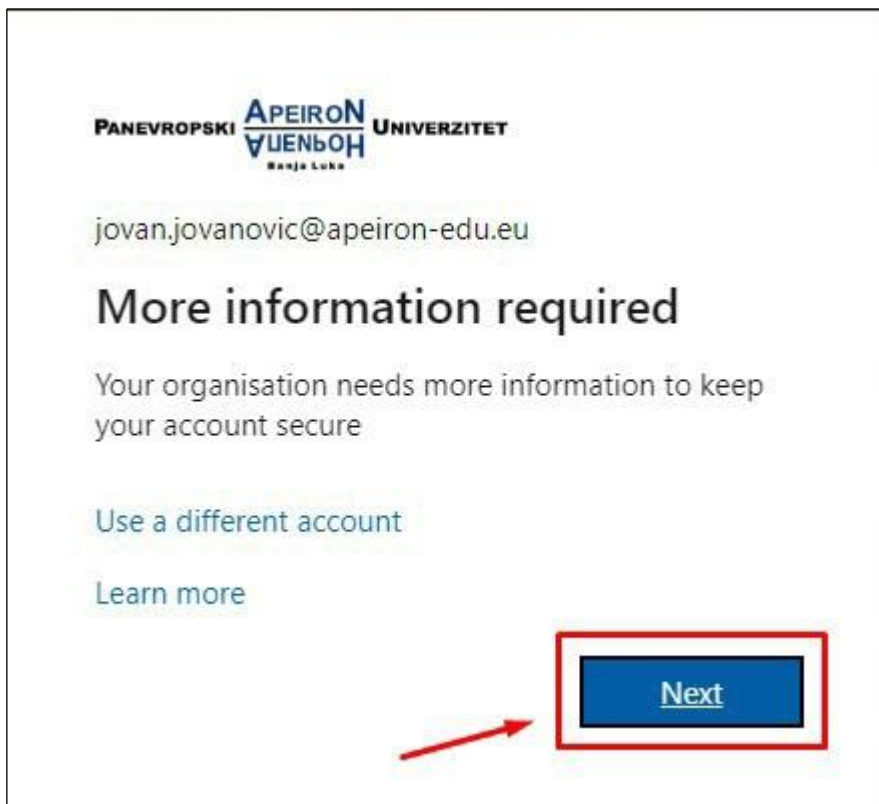 PANEVROPSKI APEIRON UNIVERZITET
АПЕИРОН
Banja Luka
jovan.jovanovic@apeiron-edu.eu
More information required
Your organisation needs more information to keep
your account secure
Use a different account
Learn more
Next